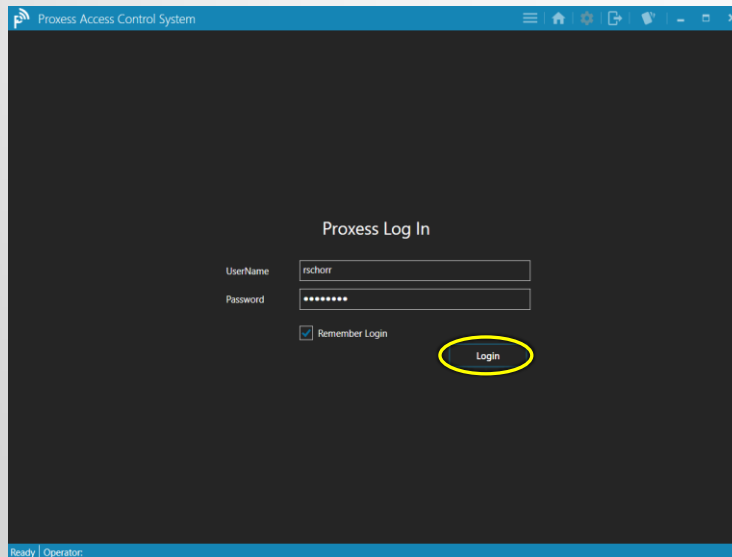 Proxess Access Control System
Proxess Log In
UserName rschorr
Password ••••••••
Remember Login
Login
Ready Operator: